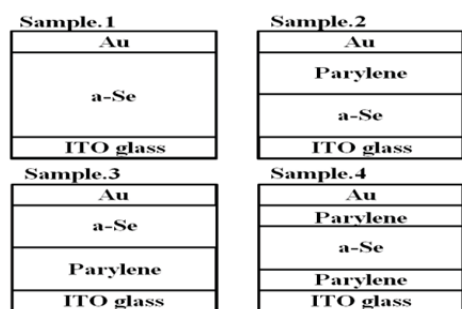 Sample.1
Au
a-Se
ITO glass
Sample.2
Au
Parylene
a-Se
ITO glass
Sample.3
Au
a-Se
Parylene
ITO glass
Sample.4
Au
Parylene
a-Se
Parylene
ITO glass